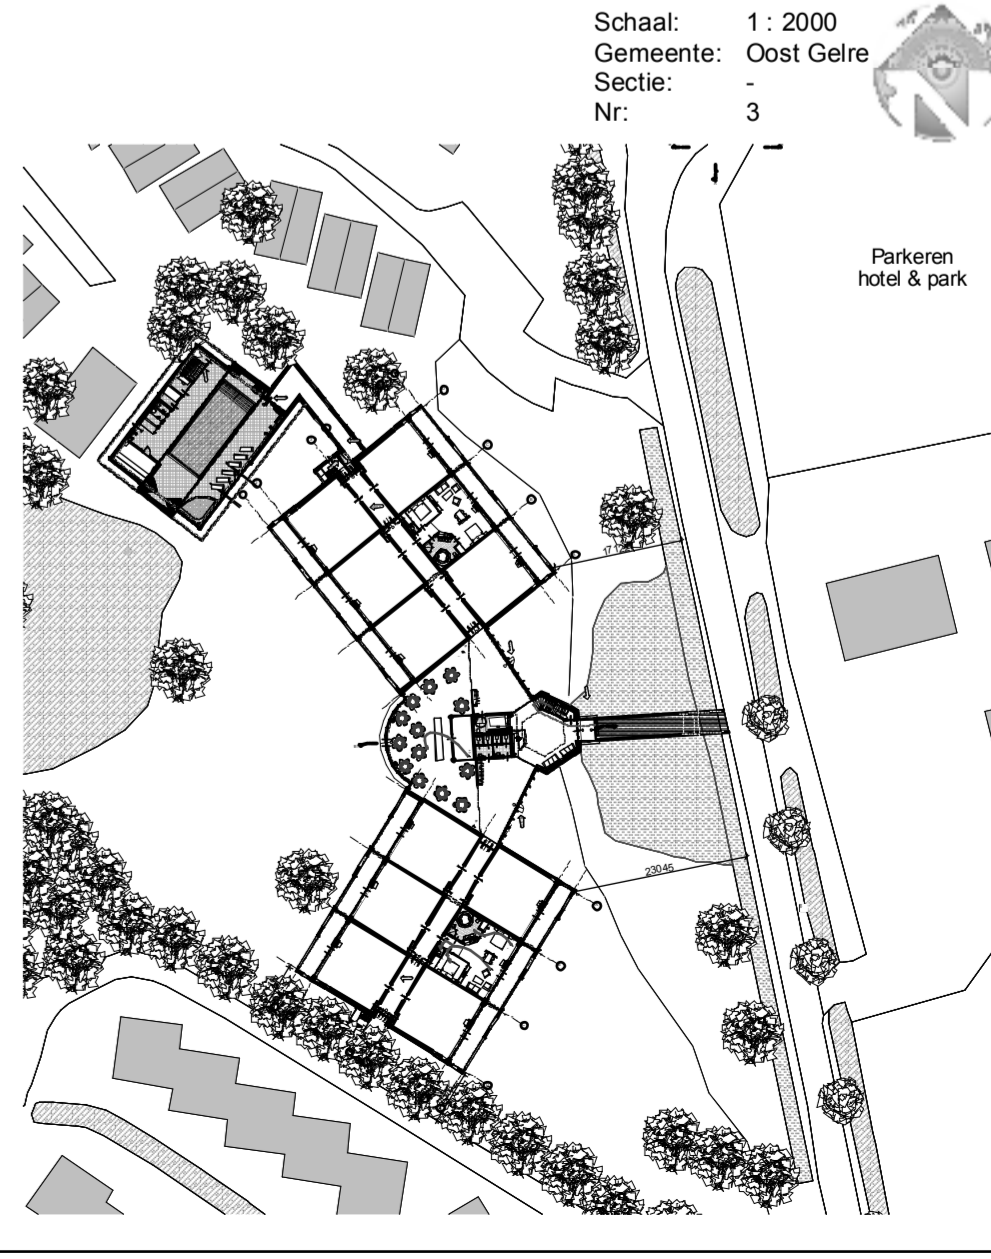 Schaal: 1 : 2000
Gemeente: Oost Gelre
Sectie: -
Nr: 3
Parkeren
hotel & park
23045